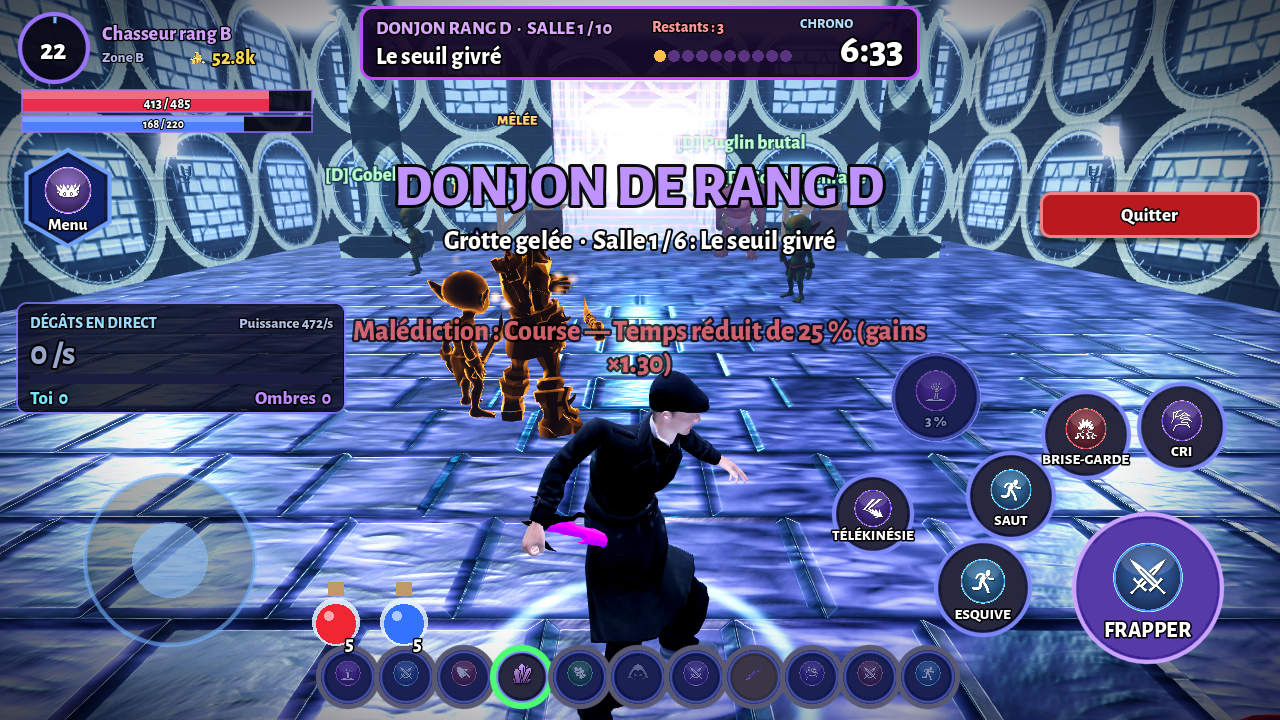 22
Chasseur rang B
Zone B
52.8k
413 / 485
168 / 220
Menu
DONJON RANG D · SALLE 1 / 10
Le seuil givré
Restants : 3
CHRONO
6:33
MÊLÉE
brutal
[D] Gobel
DONJON DE RANG D
Grotte gelée · Salle 1 / 6 : Le seuil givré
Quitter
DÉGÂTS EN DIRECT
Puissance 472/s
0 /s
Toi 0
Ombres 0
Malédiction : Course — Temps réduit de 25 % (gains
×1.30)
3 %
BRISE-GARDE
CRI
SAUT
TÉLÉKINÉSIE
ESQUIVE
FRAPPER
5
5